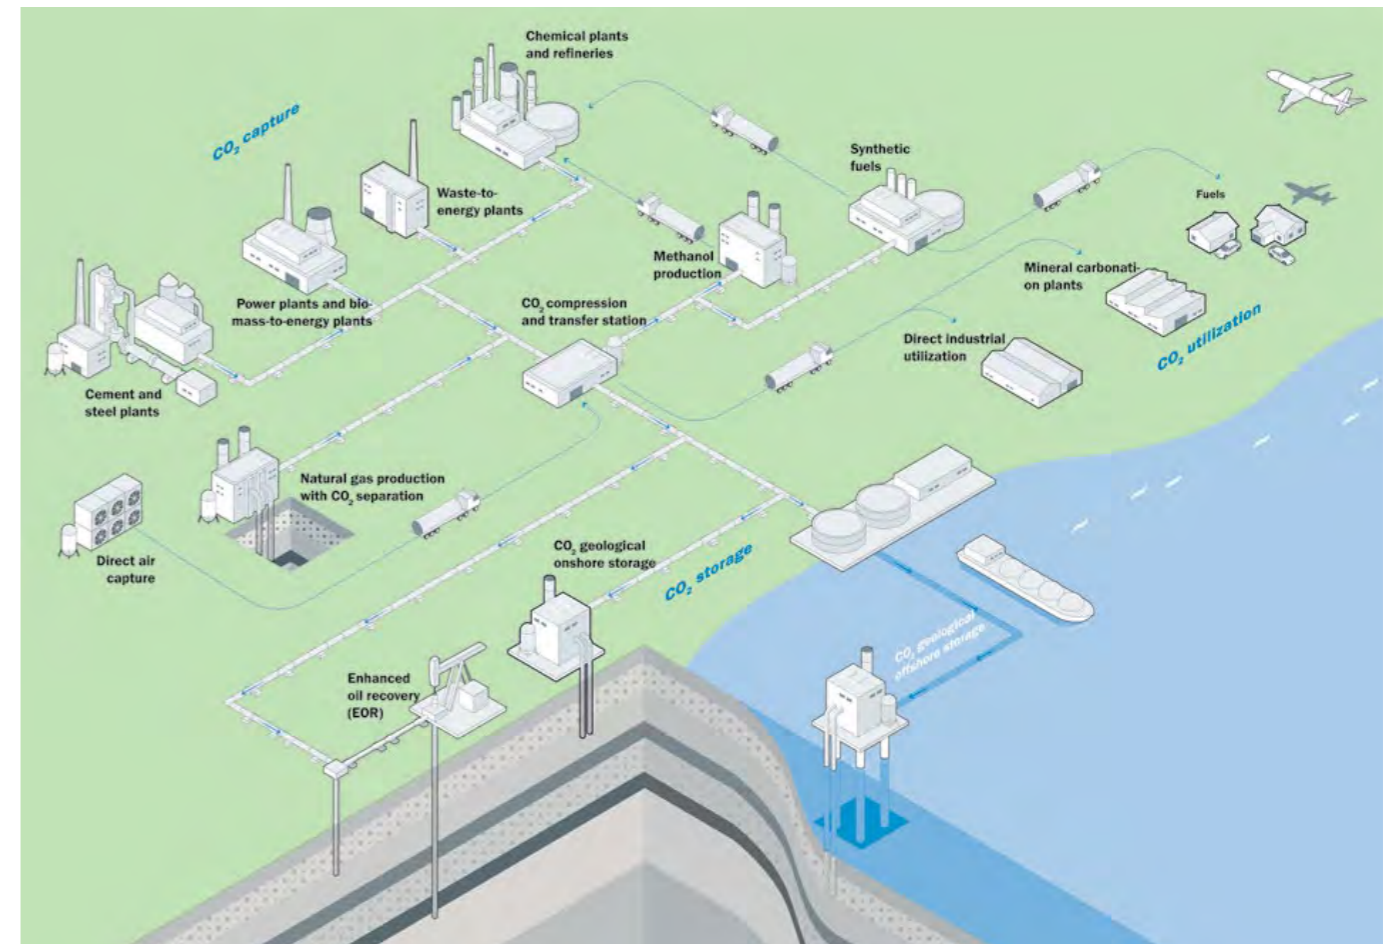 Chemical plants
and refineries
CO₂ capture
Synthetic
fuels
Waste-to-
energy plants
Fuels
Methanol
production
Mineral carbonati-
on plants
Power plants and bio-
mass-to-energy plants
CO₂ compression
and transfer station
Direct industrial
utilization
CO₂ utilization
Cement and
steel plants
Natural gas production
with CO₂ separation
Direct air
capture
CO₂ geological
onshore storage
CO₂ storage
CO₂ geological
offshore storage
Enhanced
oil recovery
(EOR)